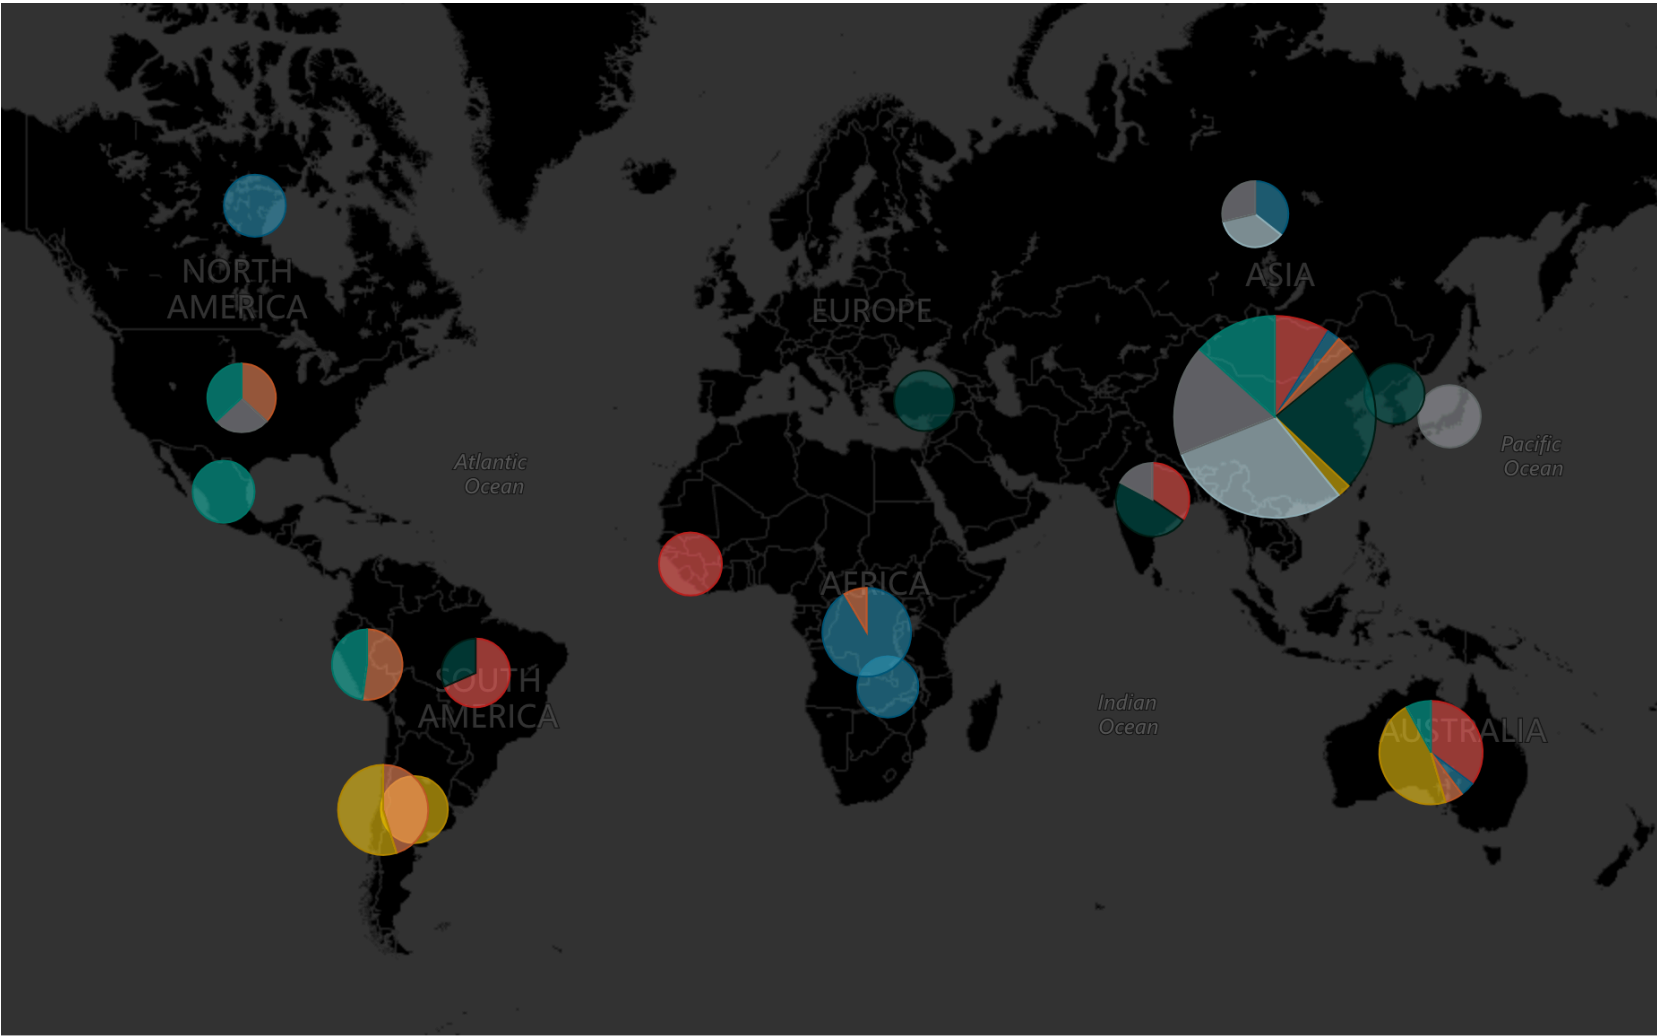 NORTH
AMERICA
EUROPE
ASIA
Atlantic
Ocean
Pacific
Ocean
AFRICA
SOUTH
AMERICA
Indian
Ocean
AUSTRALIA